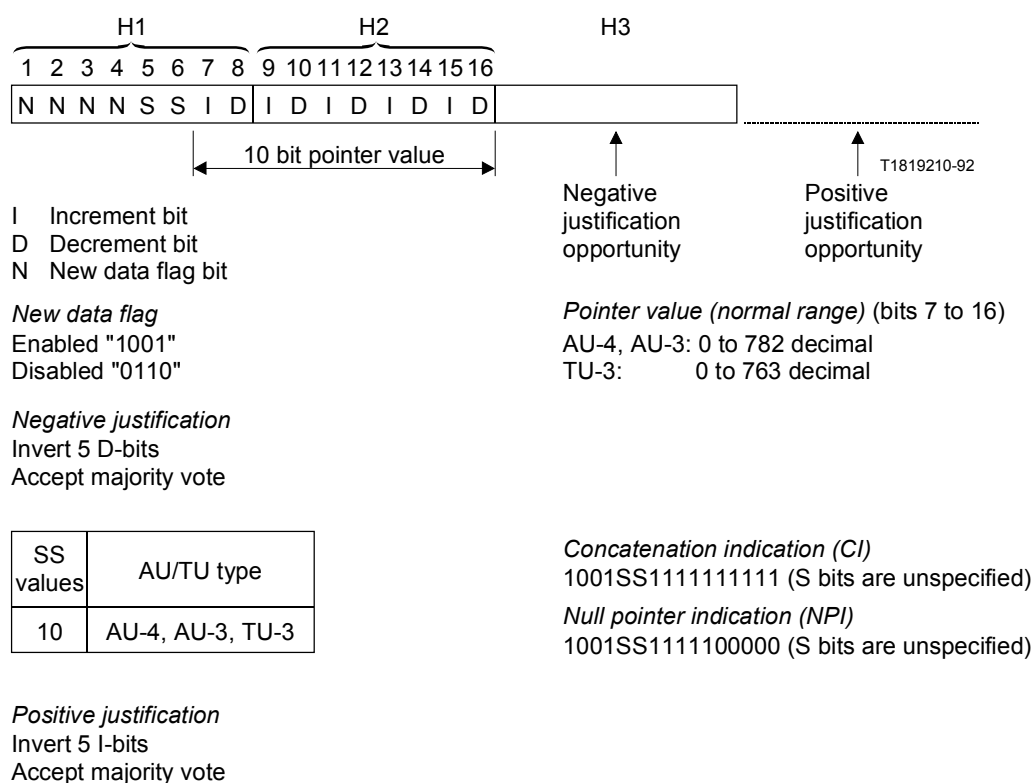 H1 H2 H3
1 2 3 4 5 6 7 8 9 10 11 12 13 14 15 16
N N N N S S I D I D I D I D I D
10 bit pointer value
T1819210-92
Negative
justification
opportunity
Positive
justification
opportunity
I Increment bit
D Decrement bit
N New data flag bit
New data flag
Enabled "1001"
Disabled "0110"
Pointer value (normal range) (bits 7 to 16)
AU-4, AU-3: 0 to 782 decimal
TU-3: 0 to 763 decimal
Negative justification
Invert 5 D-bits
Accept majority vote
SS
values
AU/TU type
10 AU-4, AU-3, TU-3
Concatenation indication (CI)
1001SS1111111111 (S bits are unspecified)
Null pointer indication (NPI)
1001SS1111100000 (S bits are unspecified)
Positive justification
Invert 5 I-bits
Accept majority vote